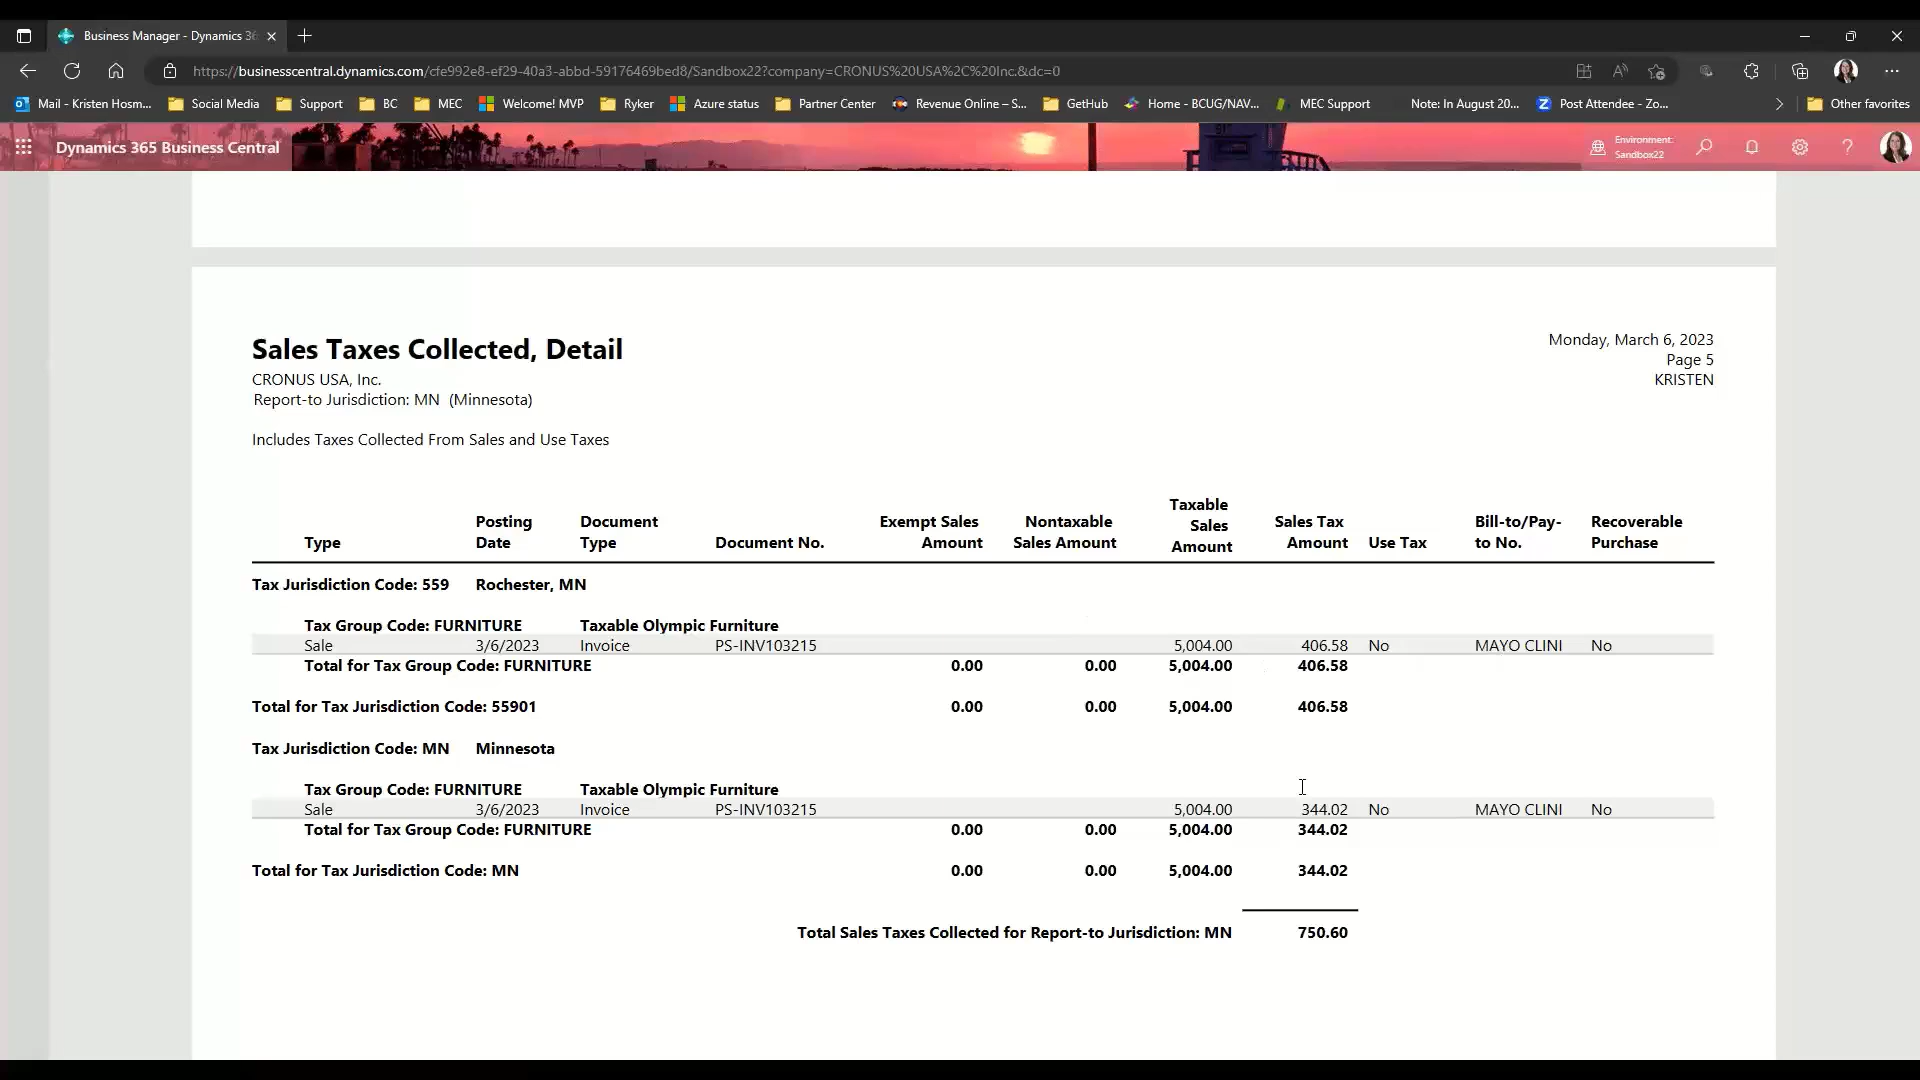 Business Manager - Dynamics 36
https://businesscentral.dynamics.com/cfe992e8-ef29-40a3-abbd-59176469bed8/Sandbox22?company=CRONUS%20USA%2C%20Inc.&dc=0
Mail - Kristen Hosm... Social Media Support BC MEC Welcome! MVP Ryker Azure status Partner Center Revenue Online – S... GetHub Home - BCUG/NAV... MEC Support Note: In August 20... Post Attendee - Zo... Other favorites
Dynamics 365 Business Central
Environment:
Sandbox22
Sales Taxes Collected, Detail
Monday, March 6, 2023
Page 5
CRONUS USA, Inc.
KRISTEN
Report-to Jurisdiction: MN (Minnesota)
Includes Taxes Collected From Sales and Use Taxes
Type Posting Date Document Type Document No. Exempt Sales Amount Nontaxable Sales Amount Taxable Sales Amount Sales Tax Amount Use Tax Bill-to/Pay-to No. Recoverable Purchase
Tax Jurisdiction Code: 559 Rochester, MN
Tax Group Code: FURNITURE Taxable Olympic Furniture
Sale 3/6/2023 Invoice PS-INV103215 5,004.00 406.58 No MAYO CLINI No
Total for Tax Group Code: FURNITURE 0.00 0.00 5,004.00 406.58
Total for Tax Jurisdiction Code: 55901 0.00 0.00 5,004.00 406.58
Tax Jurisdiction Code: MN Minnesota
Tax Group Code: FURNITURE Taxable Olympic Furniture
Sale 3/6/2023 Invoice PS-INV103215 5,004.00 344.02 No MAYO CLINI No
Total for Tax Group Code: FURNITURE 0.00 0.00 5,004.00 344.02
Total for Tax Jurisdiction Code: MN 0.00 0.00 5,004.00 344.02
Total Sales Taxes Collected for Report-to Jurisdiction: MN 750.60